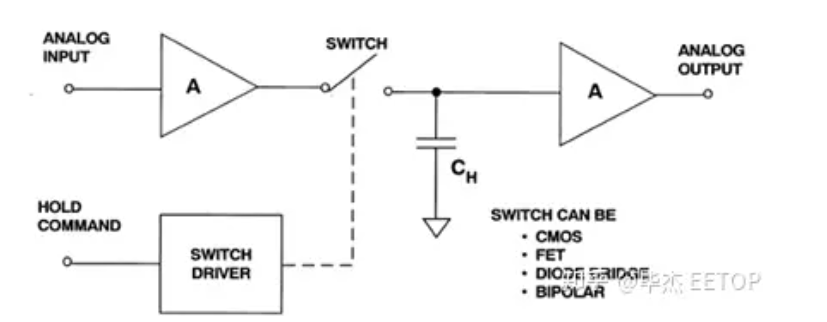 ANALOG
INPUT
A
SWITCH
A
ANALOG
OUTPUT
CH
HOLD
COMMAND
SWITCH
DRIVER
SWITCH CAN BE
• CMOS
• FET
• DIODE BRIDGE
• BIPOLAR
知乎 @毕杰 EETOP